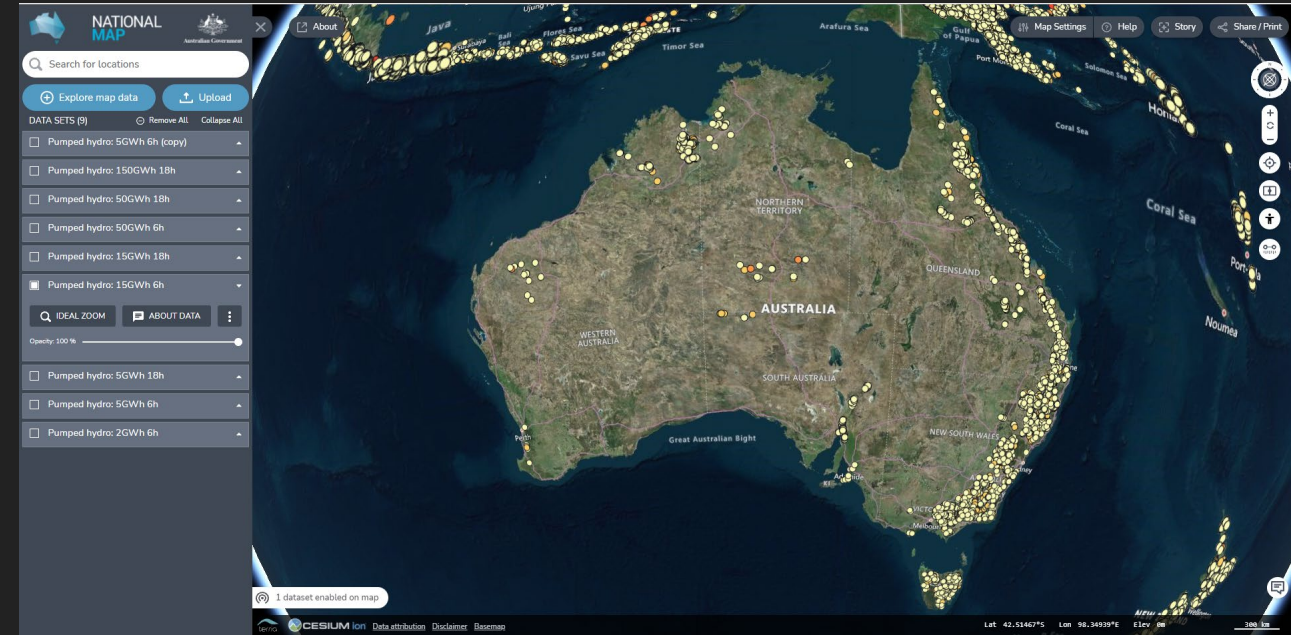 NATIONAL
MAP
Australian Government
Search for locations
Explore map data
Upload
DATA SETS (9)
Remove All
Collapse All
Pumped hydro: 5GWh 6h (copy)
Pumped hydro: 150GWh 18h
Pumped hydro: 50GWh 18h
Pumped hydro: 50GWh 6h
Pumped hydro: 15GWh 18h
Pumped hydro: 15GWh 6h
IDEAL ZOOM
ABOUT DATA
Opacity: 100 %
Pumped hydro: 5GWh 18h
Pumped hydro: 5GWh 6h
Pumped hydro: 2GWh 6h
About
Map Settings
Help
Story
Share / Print
Java
Bali
Sea
Flores Sea
Savu Sea
Timor Sea
Arafura Sea
Gulf
of Papua
Port Mo
Solomon Sea
Coral Sea
Coral Sea
Noumea
NORTHERN
TERRITORY
QUEENSLAND
AUSTRALIA
WESTERN
AUSTRALIA
SOUTH AUSTRALIA
Perth
Great Australian Bight
NEW SOUTH WALES
1 dataset enabled on map
terria
CESIUM ion
Data attribution
Disclaimer
Basemap
Lat 42.51467°S
Lon 98.34939°E
Elev 0m
300 km